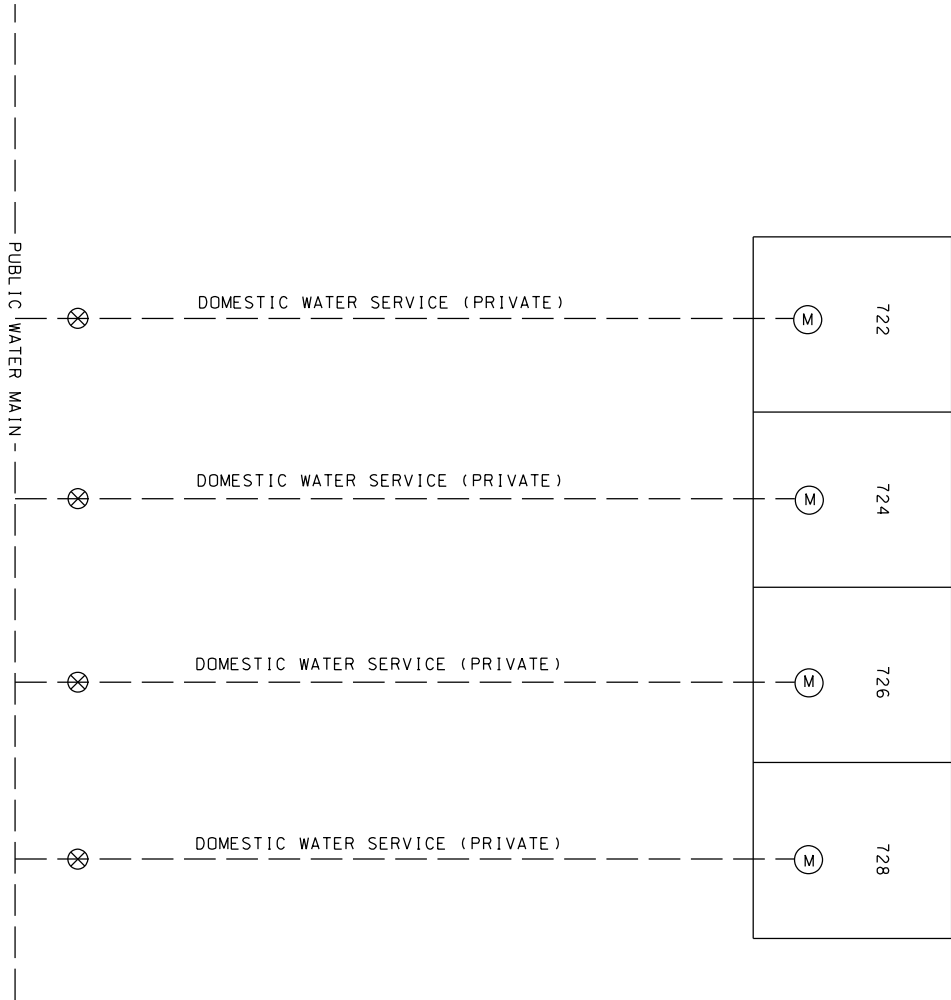 PUBLIC WATER MAIN
DOMESTIC WATER SERVICE (PRIVATE)
M
722
DOMESTIC WATER SERVICE (PRIVATE)
M
724
DOMESTIC WATER SERVICE (PRIVATE)
M
726
DOMESTIC WATER SERVICE (PRIVATE)
M
728